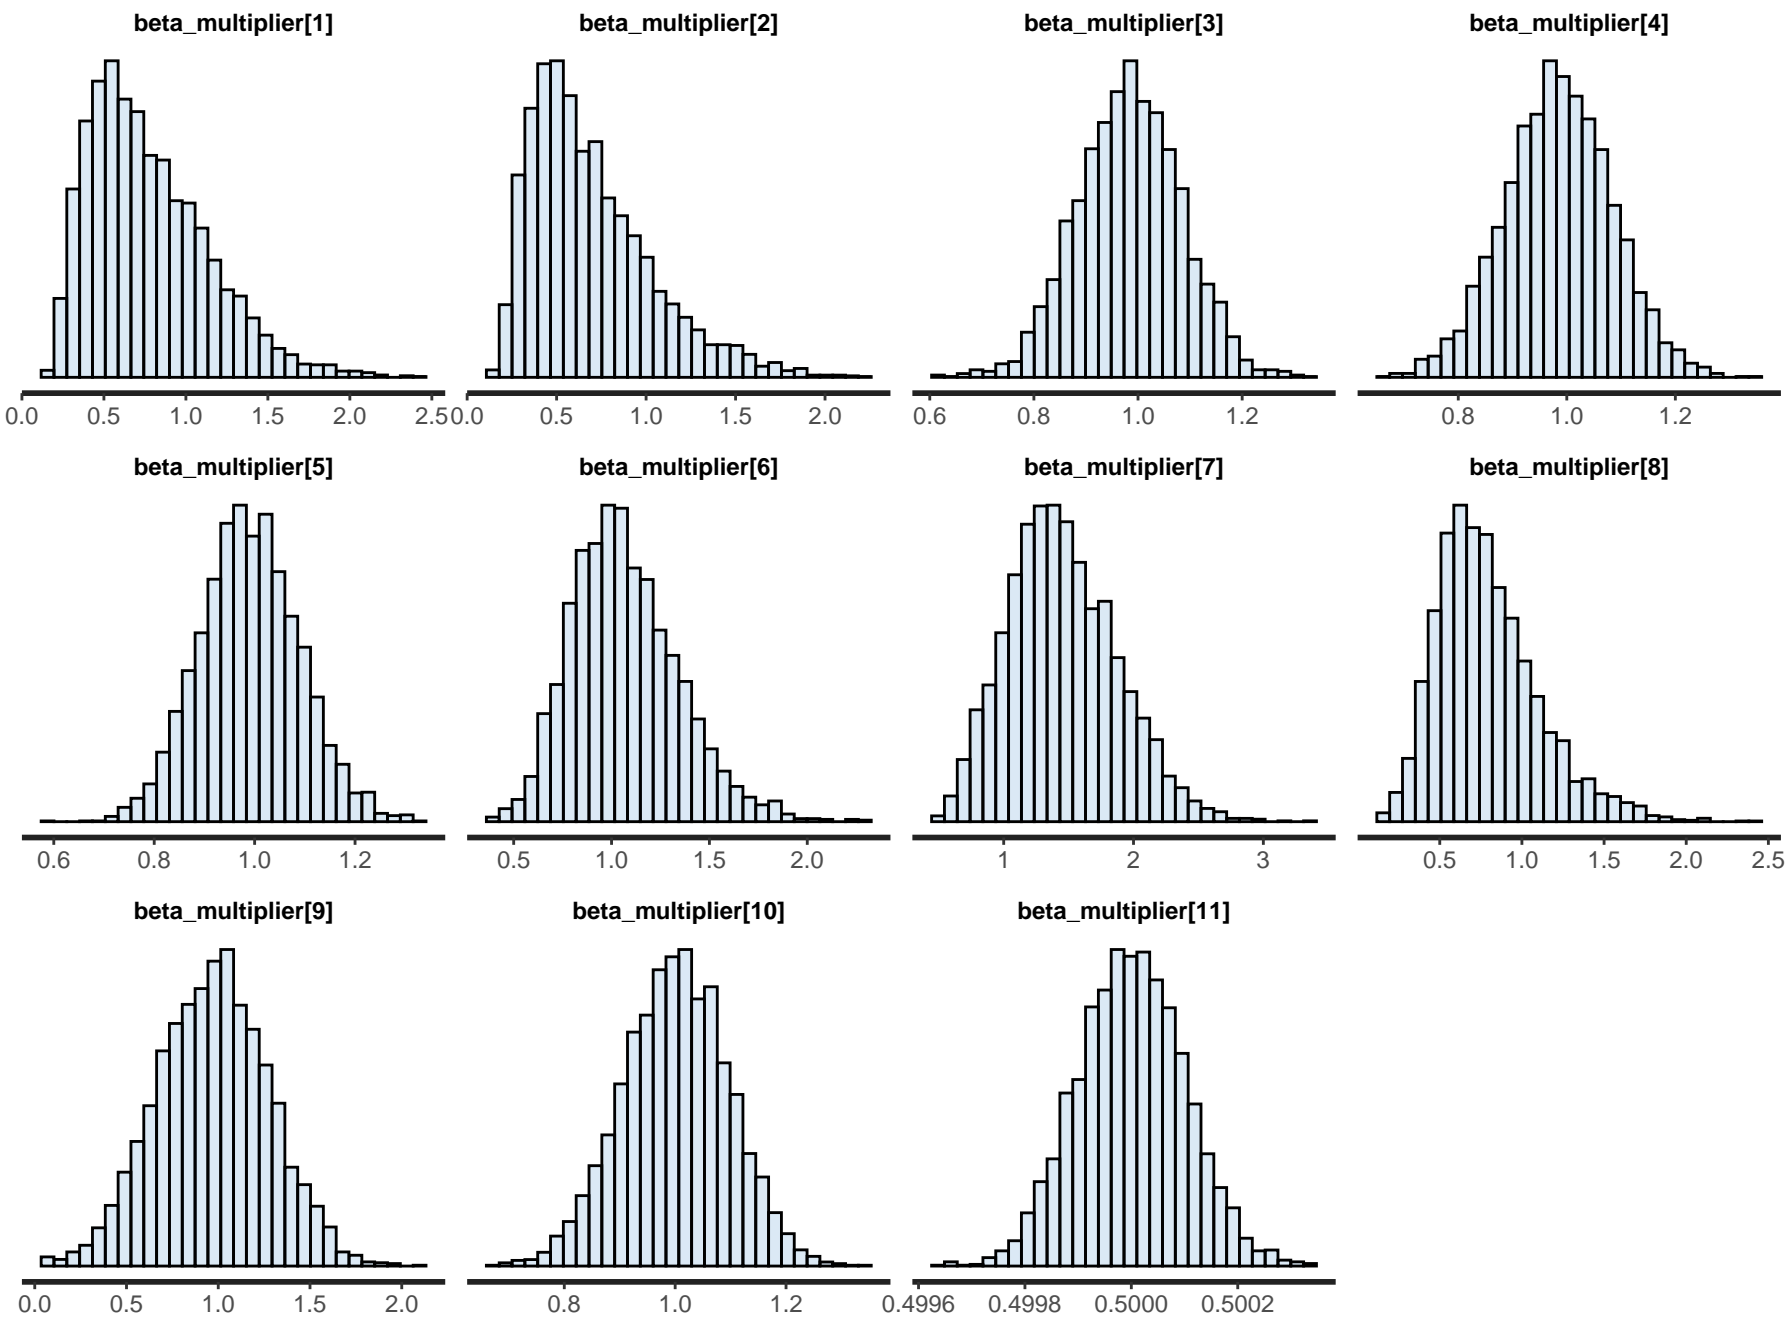 beta_multiplier[1] beta_multiplier[2] beta_multiplier[3] beta_multiplier[4]
0.0 0.5 1.0 1.5 2.0 2.5 0.0 0.5 1.0 1.5 2.0 0.6 0.8 1.0 1.2 0.8 1.0 1.2
beta_multiplier[5] beta_multiplier[6] beta_multiplier[7] beta_multiplier[8]
0.6 0.8 1.0 1.2 0.5 1.0 1.5 2.0 1 2 3 0.5 1.0 1.5 2.0 2.5
beta_multiplier[9] beta_multiplier[10] beta_multiplier[11]
0.0 0.5 1.0 1.5 2.0 0.8 1.0 1.2 0.4996 0.4998 0.5000 0.5002